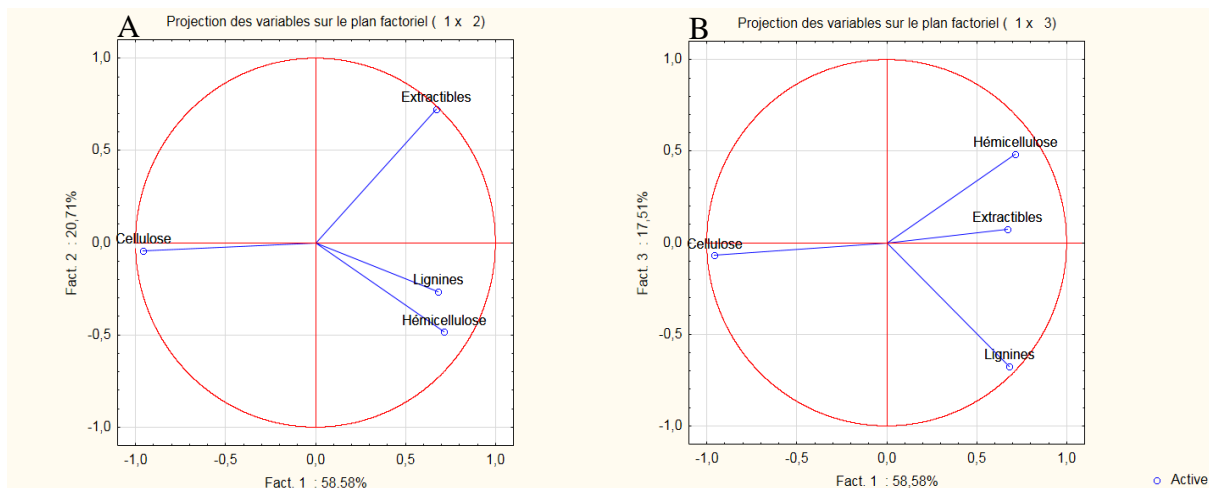 A
Projection des variables sur le plan factoriel ( 1 x 2)
1,0
0,5
0,0
-0,5
-1,0
Fact. 2 : 20,71%
Extractibles
Cellulose
Lignines
Hémicellulose
-1,0 -0,5 0,0 0,5 1,0
Fact. 1 : 58,58%
B
Projection des variables sur le plan factoriel ( 1 x 3)
1,0
0,5
0,0
-0,5
-1,0
Fact. 3 : 17,51%
Hémicellulose
Extractibles
Cellulose
Lignines
-1,0 -0,5 0,0 0,5 1,0
Fact. 1 : 58,58%
Active